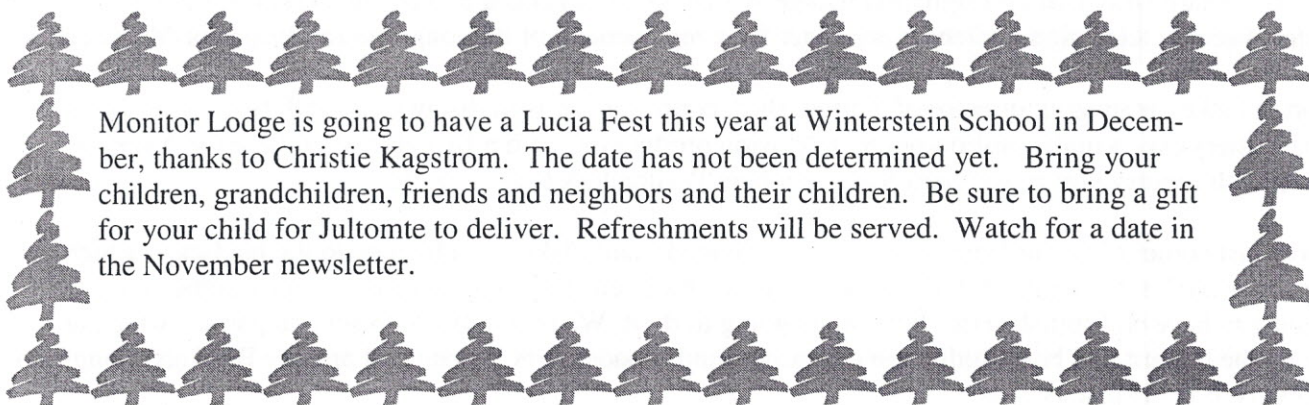 Monitor Lodge is going to have a Lucia Fest this year at Winterstein School in Decem-
ber, thanks to Christie Kagstrom.  The date has not been determined yet.   Bring your
children, grandchildren, friends and neighbors and their children.  Be sure to bring a gift
for your child for Jultomte to deliver.  Refreshments will be served.  Watch for a date in
the November newsletter.